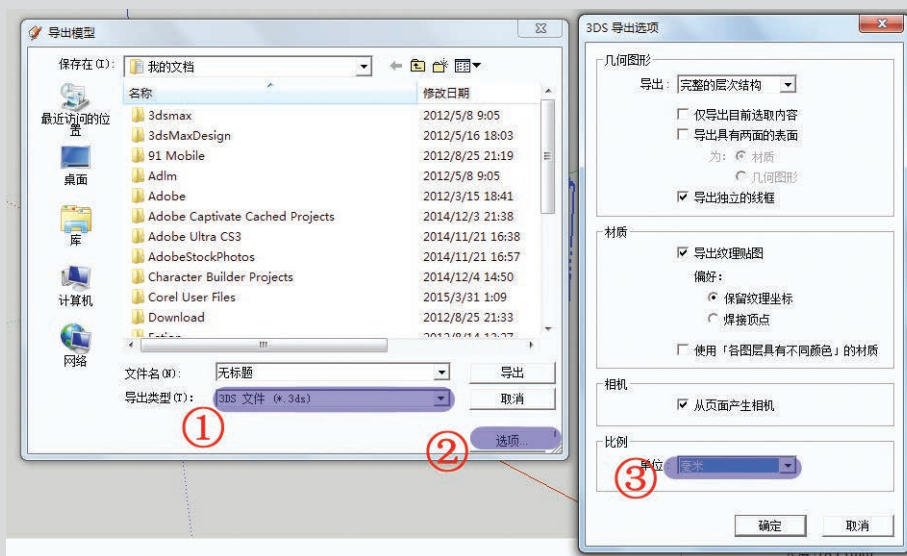 导出模型
保存在(I):
我的文档
名称
修改日期
最近访问的位置
桌面
库
计算机
网络
3dsmax 2012/5/8 9:05
3dsMaxDesign 2012/5/16 18:03
91 Mobile 2012/8/25 21:19
Adlm 2012/5/8 9:05
Adobe 2012/3/15 18:41
Adobe Captivate Cached Projects 2014/12/3 21:38
Adobe Ultra CS3 2014/11/21 16:38
AdobeStockPhotos 2014/11/21 16:57
Character Builder Projects 2014/12/4 14:50
Corel User Files 2015/3/31 1:09
Download 2012/8/25 21:33
文件名(N): 无标题 导出
导出类型(T): 3DS 文件 (*.3ds) 取消
①
② 选项...
3DS 导出选项
几何图形
导出: 完整的层次结构
仅导出目前选取内容
导出具有两面的表面
为: 材质
几何图形
导出独立的线框
材质
导出纹理贴图
偏好:
保留纹理坐标
焊接顶点
使用「各图层具有不同颜色」的材质
相机
从页面产生相机
比例
③ 单位: 毫米
确定 取消